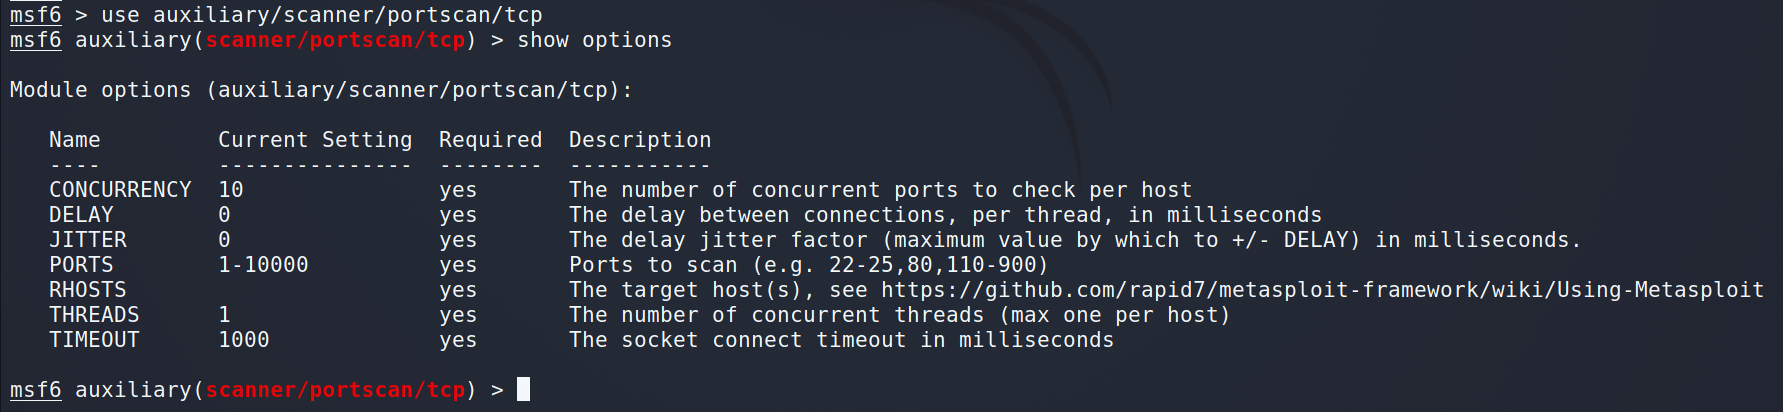 msf6 > use auxiliary/scanner/portscan/tcp
msf6 auxiliary(scanner/portscan/tcp) > show options
Module options (auxiliary/scanner/portscan/tcp):
Name         Current Setting  Required  Description
----         ---------------  --------  -----------
CONCURRENCY  10               yes       The number of concurrent ports to check per host
DELAY        0                yes       The delay between connections, per thread, in milliseconds
JITTER       0                yes       The delay jitter factor (maximum value by which to +/- DELAY) in milliseconds.
PORTS        1-10000          yes       Ports to scan (e.g. 22-25,80,110-900)
RHOSTS                        yes       The target host(s), see https://github.com/rapid7/metasploit-framework/wiki/Using-Metasploit
THREADS      1                yes       The number of concurrent threads (max one per host)
TIMEOUT      1000             yes       The socket connect timeout in milliseconds
msf6 auxiliary(scanner/portscan/tcp) >